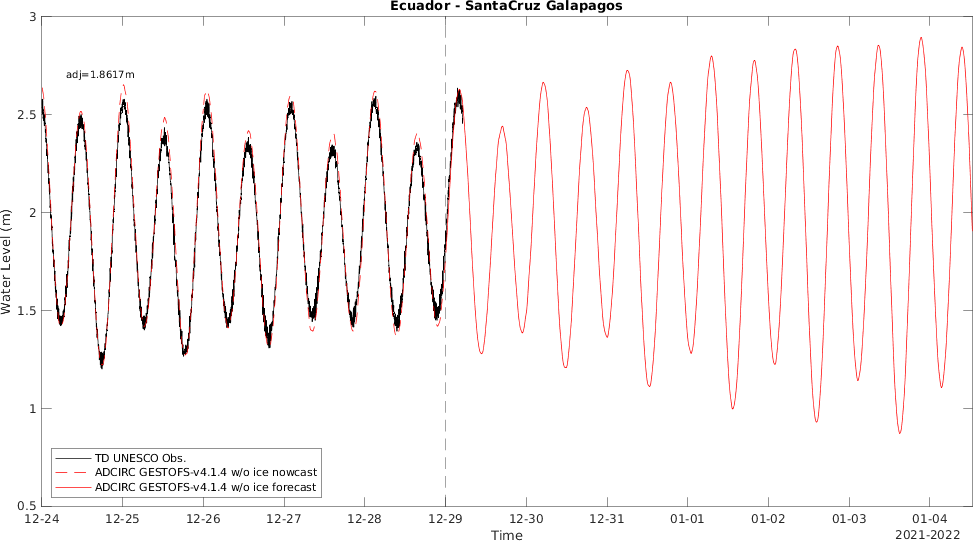 Ecuador - SantaCruz Galapagos
3
adj=1.8617m
2.5
2
Water Level (m)
1.5
1
TD UNESCO Obs.
ADCIRC GESTOFS-v4.1.4 w/o ice nowcast
ADCIRC GESTOFS-v4.1.4 w/o ice forecast
0.5
12-24 12-25 12-26 12-27 12-28 12-29 12-30 12-31 01-01 01-02 01-03 01-04
Time
2021-2022